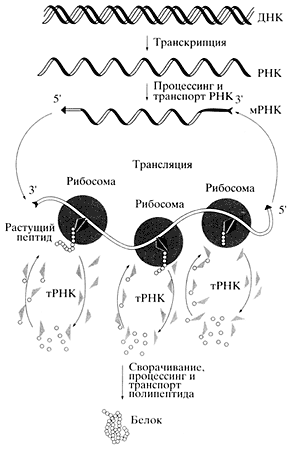 ДНК
Транскрипция
РНК
Процессинг и
транспорт РНК
5'
3'
мРНК
Трансляция
3'
5'
Рибосома
Рибосома
Рибосома
Растущий
пептид
тРНК
тРНК
тРНК
Сворачивание,
процессинг и
транспорт
полипептида
Белок